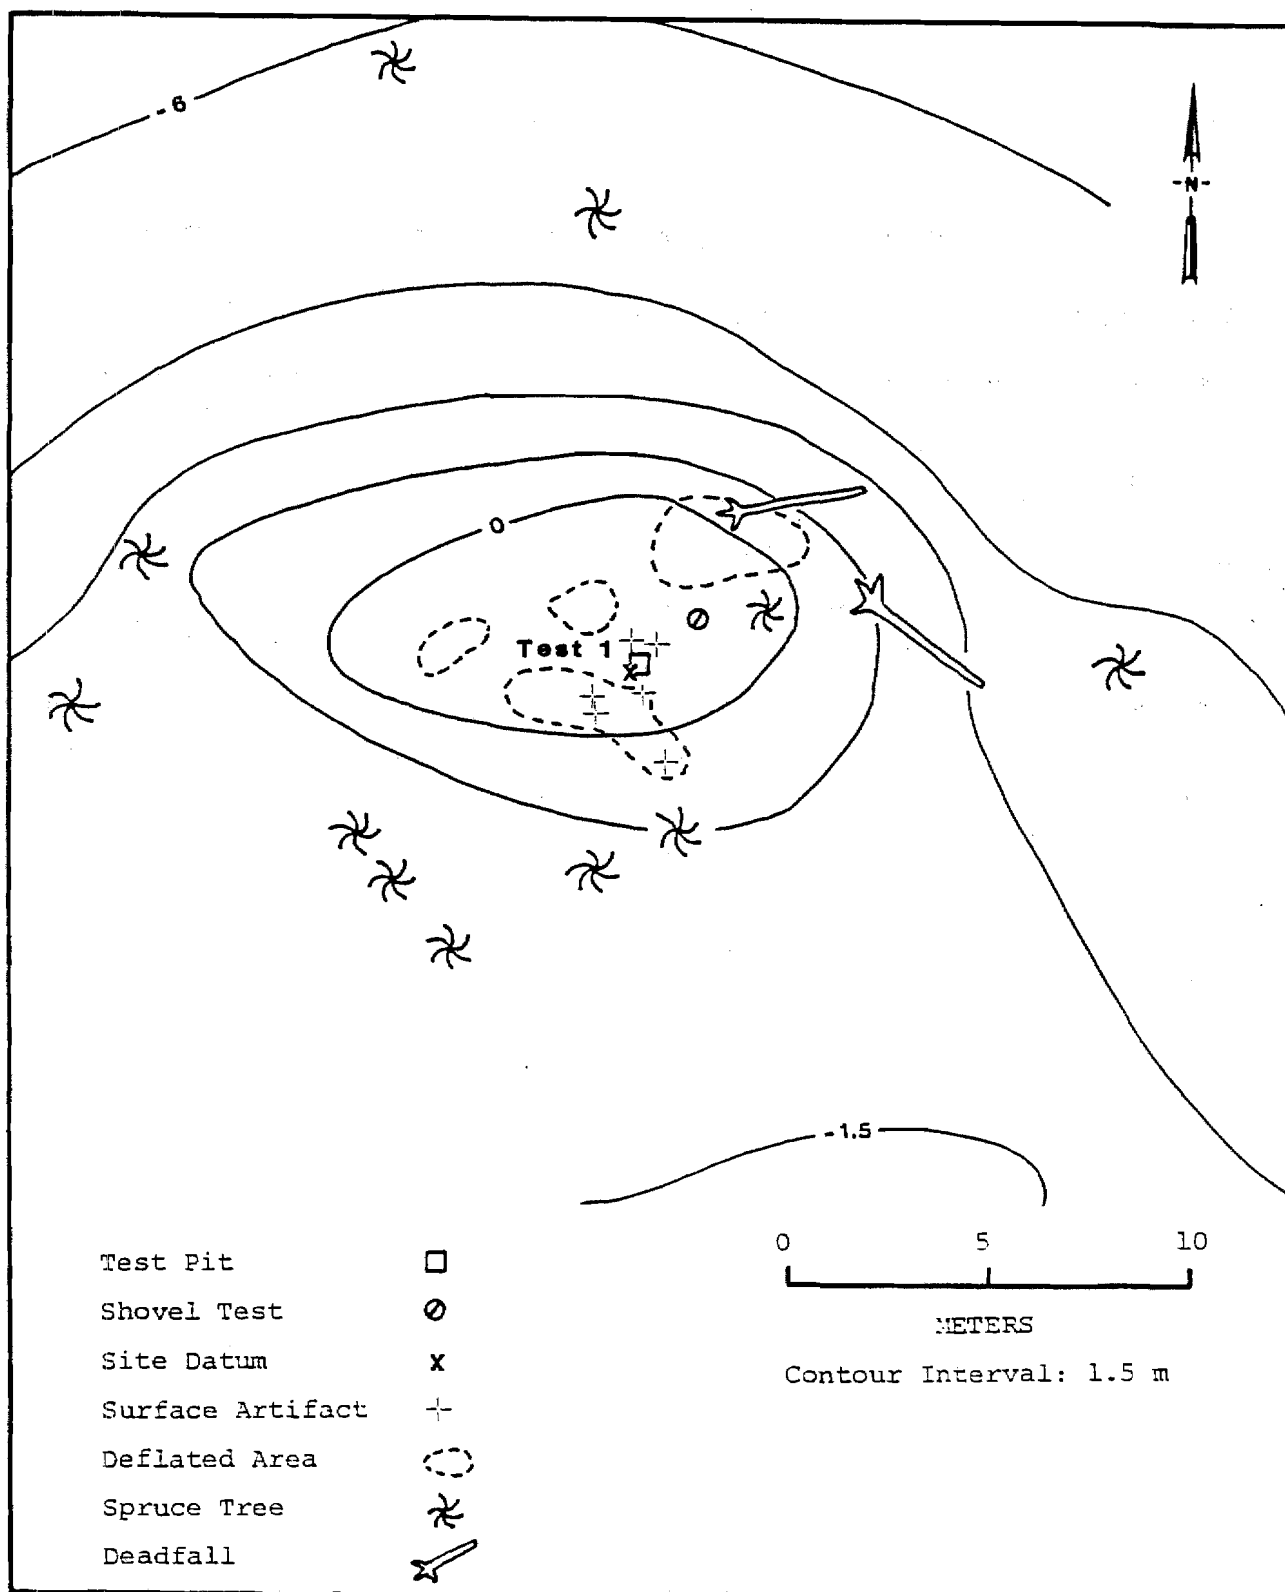 -6
-N-
0
Test 1
-1.5
0 5 10
METERS
Contour Interval: 1.5 m
Test Pit
Shovel Test
Site Datum x
Surface Artifact
Deflated Area
Spruce Tree
Deadfall